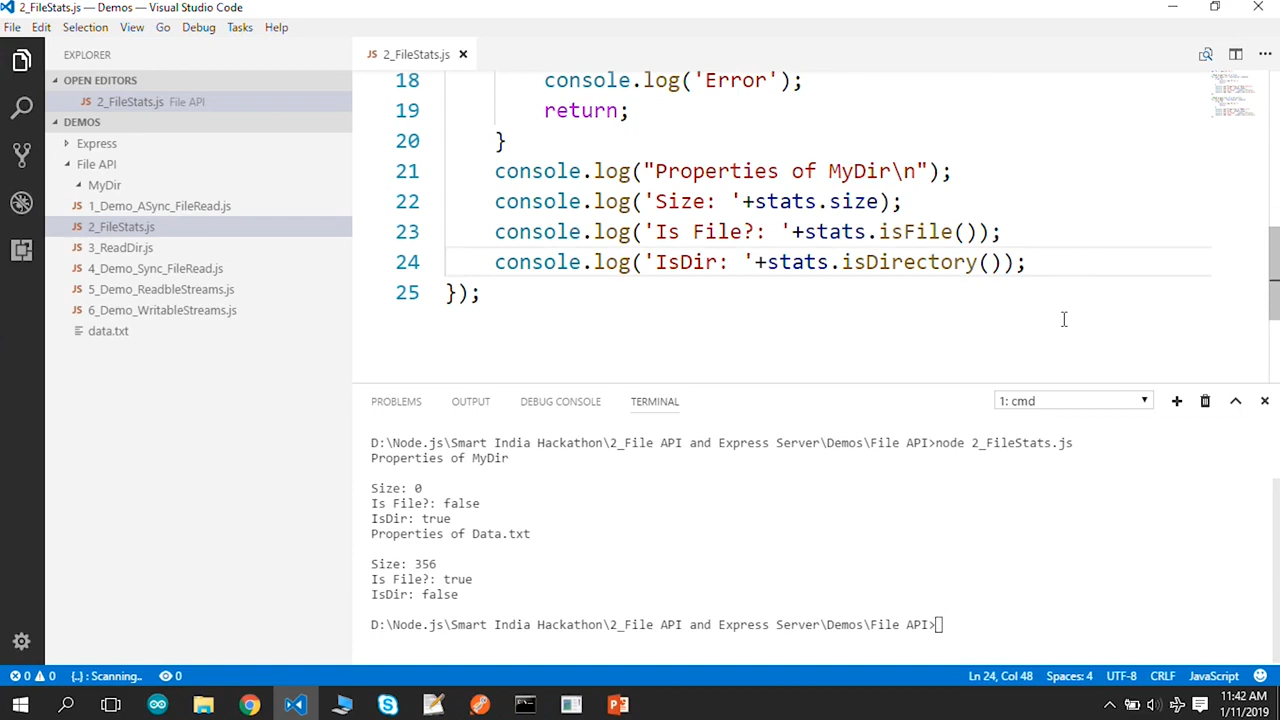 2_FileStats.js — Demos — Visual Studio Code
File Edit Selection View Go Debug Tasks Help
EXPLORER
OPEN EDITORS
JS 2_FileStats.js File API
DEMOS
Express
File API
MyDir
JS 1_Demo_ASync_FileRead.js
JS 2_FileStats.js
JS 3_ReadDir.js
JS 4_Demo_Sync_FileRead.js
JS 5_Demo_ReadbleStreams.js
JS 6_Demo_WritableStreams.js
data.txt
JS 2_FileStats.js
18 console.log('Error');
19 return;
20 }
21 console.log("Properties of MyDir\n");
22 console.log('Size: '+stats.size);
23 console.log('Is File?: '+stats.isFile());
24 console.log('IsDir: '+stats.isDirectory());
25 });
PROBLEMS OUTPUT DEBUG CONSOLE TERMINAL 1: cmd
D:\Node.js\Smart India Hackathon\2_File API and Express Server\Demos\File API>node 2_FileStats.js
Properties of MyDir
Size: 0
Is File?: false
IsDir: true
Properties of Data.txt
Size: 356
Is File?: true
IsDir: false
D:\Node.js\Smart India Hackathon\2_File API and Express Server\Demos\File API>
0 0 {..} : Scanning.. 0 Ln 24, Col 48 Spaces: 4 UTF-8 CRLF JavaScript
11:42 AM
1/11/2019